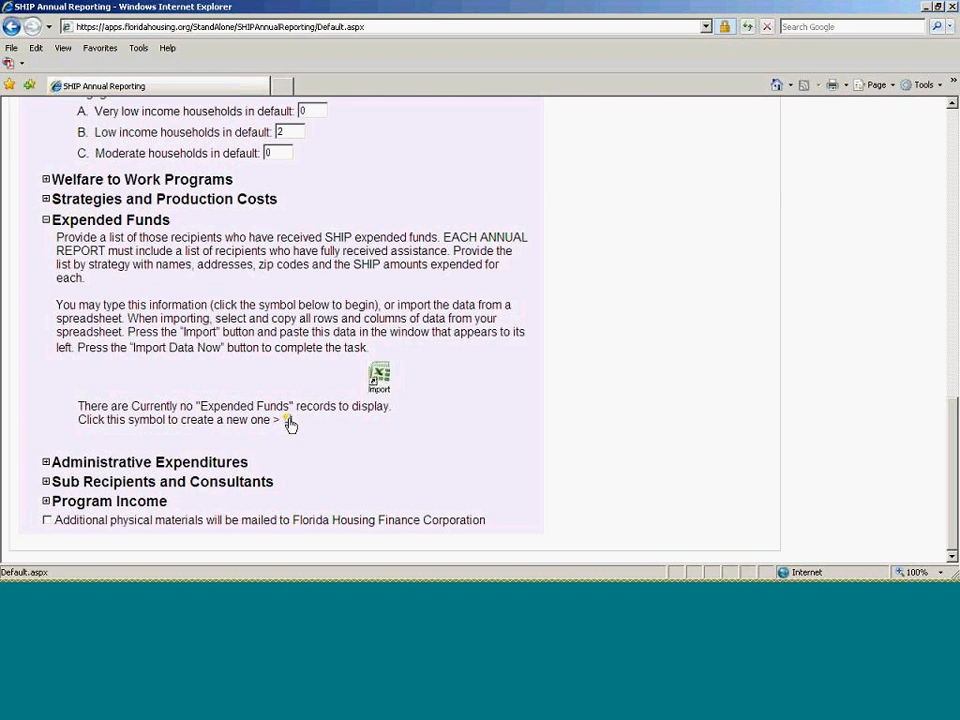 SHIP Annual Reporting - Windows Internet Explorer
https://apps.floridahousing.org/StandAlone/SHIPAnnualReporting/Default.aspx
Search Google
File Edit View Favorites Tools Help
SHIP Annual Reporting
Page Tools
A. Very low income households in default: 0
B. Low income households in default: 2
C. Moderate households in default: 0
Welfare to Work Programs
Strategies and Production Costs
Expended Funds
Provide a list of those recipients who have received SHIP expended funds. EACH ANNUAL
REPORT must include a list of recipients who have fully received assistance. Provide the
list by strategy with names, addresses, zip codes and the SHIP amounts expended for
each.
You may type this information (click the symbol below to begin), or import the data from a
spreadsheet. When importing, select and copy all rows and columns of data from your
spreadsheet. Press the "Import" button and paste this data in the window that appears to its
left. Press the "Import Data Now" button to complete the task.
Import
There are Currently no "Expended Funds" records to display.
Click this symbol to create a new one >
Administrative Expenditures
Sub Recipients and Consultants
Program Income
Additional physical materials will be mailed to Florida Housing Finance Corporation
Default.aspx
Internet
100%